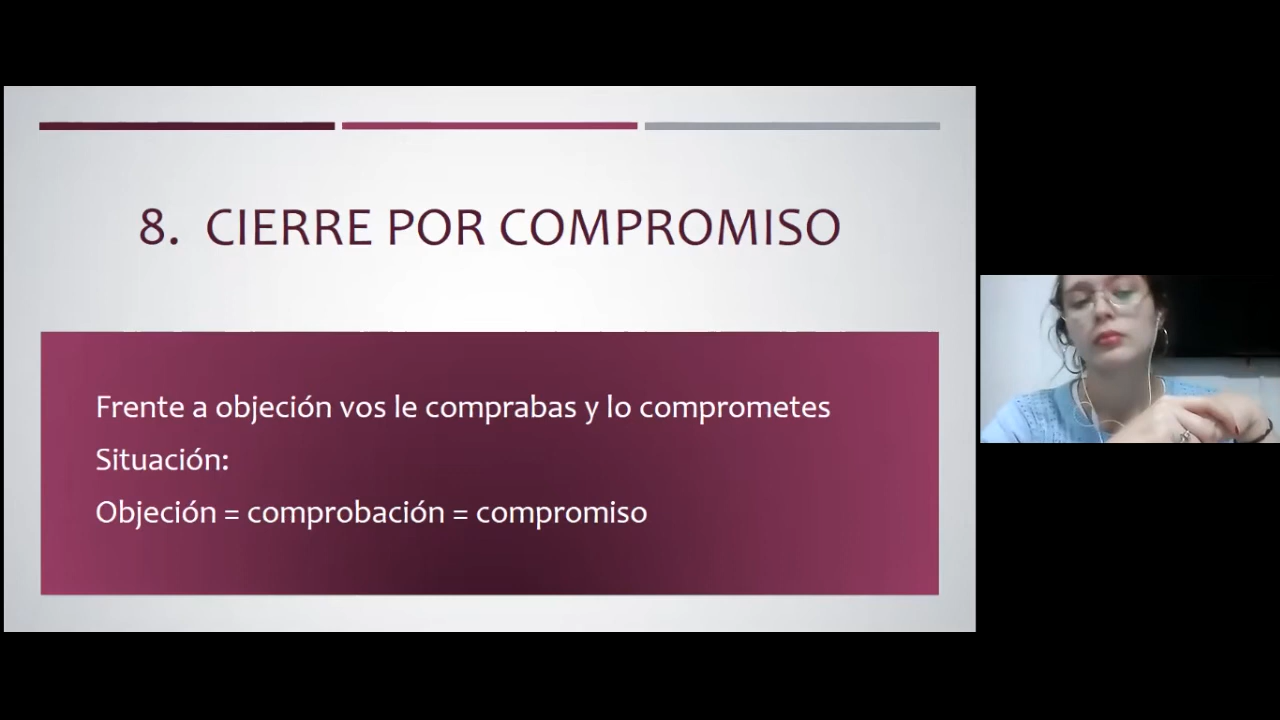 8. CIERRE POR COMPROMISO
Frente a objeción vos le comprabas y lo comprometes
Situación:
Objeción = comprobación = compromiso